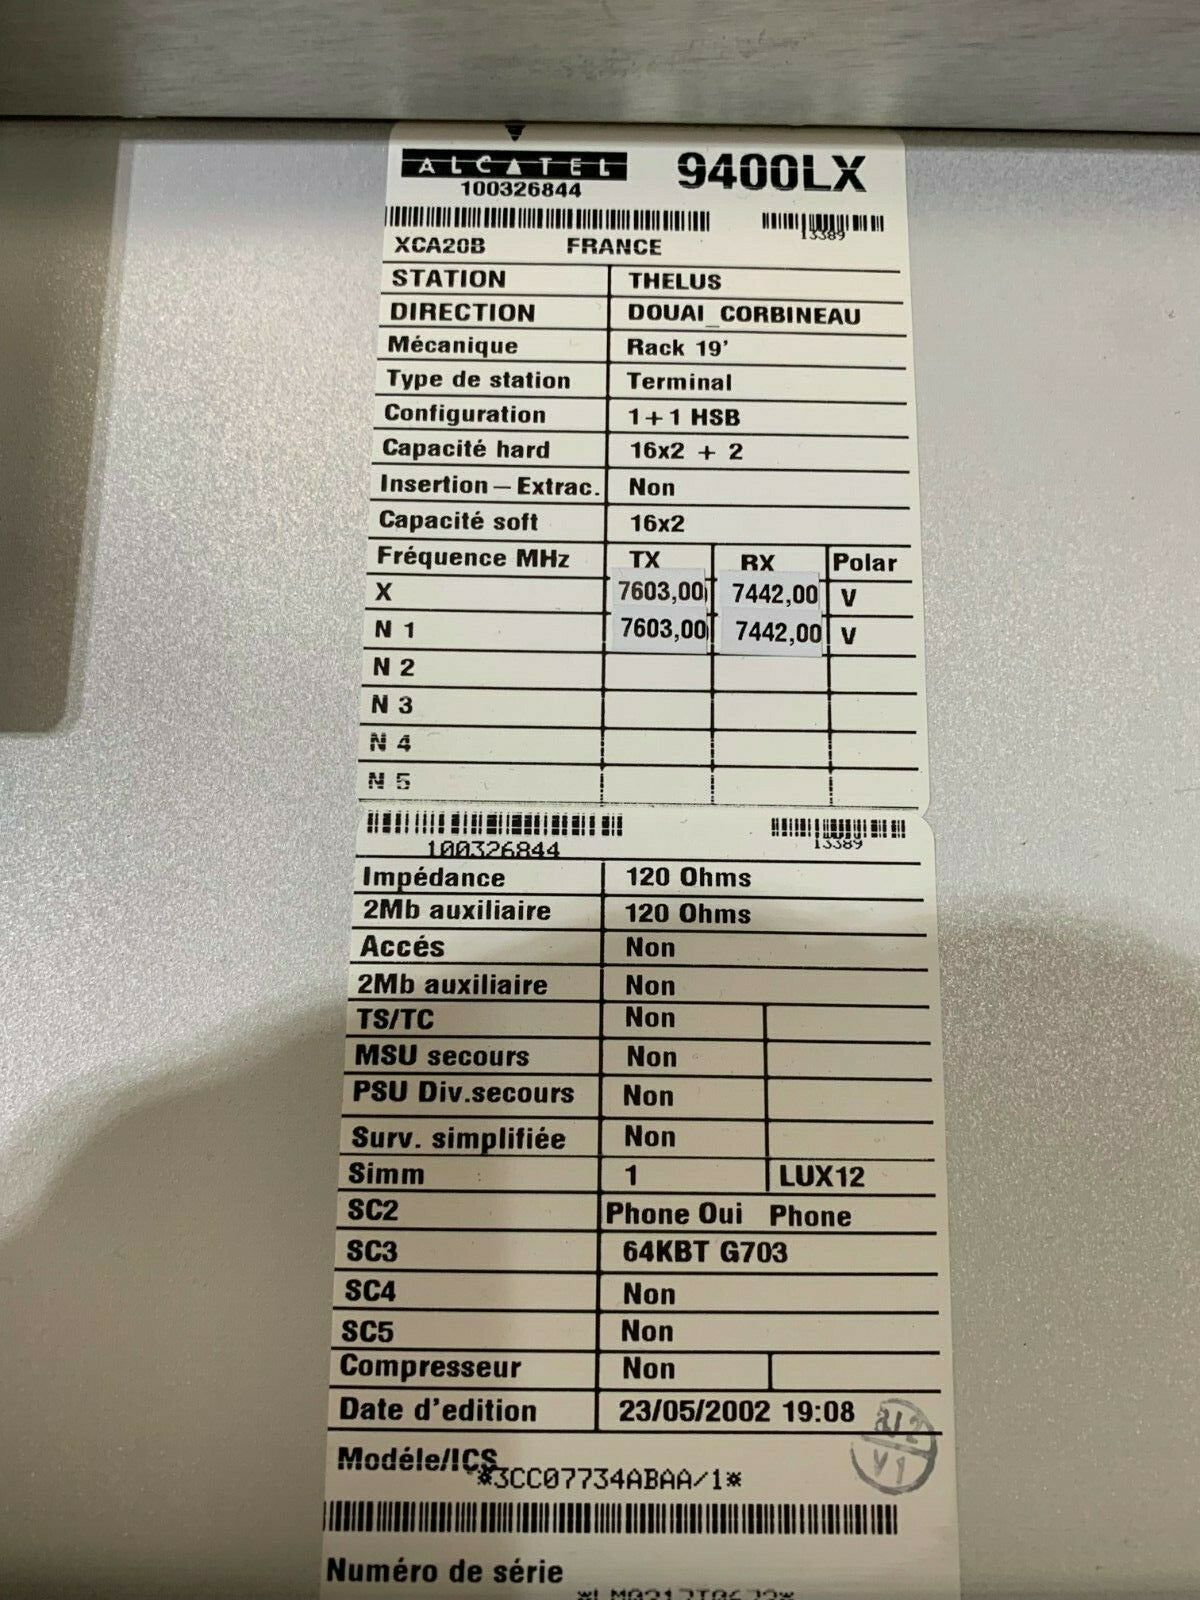 ALCATEL 9400LX
100326844
13389
XCA20B FRANCE
STATION THELUS
DIRECTION DOUAI_CORBINEAU
Mécanique Rack 19'
Type de station Terminal
Configuration 1+1 HSB
Capacité hard 16x2 + 2
Insertion – Extrac. Non
Capacité soft 16x2
Fréquence MHz TX RX Polar
X 7603,00 7442,00 V
N 1 7603,00 7442,00 V
N 2
N 3
N 4
N 5
100326844 13389
Impédance 120 Ohms
2Mb auxiliaire 120 Ohms
Accés Non
2Mb auxiliaire Non
TS/TC Non
MSU secours Non
PSU Div.secours Non
Surv. simplifiée Non
Simm 1 LUX12
SC2 Phone Oui Phone
SC3 64KBT G703
SC4 Non
SC5 Non
Compresseur Non
Date d'edition 23/05/2002 19:08
Modéle/ICS
*3CC07734ABAA/1*
V1
Numéro de série